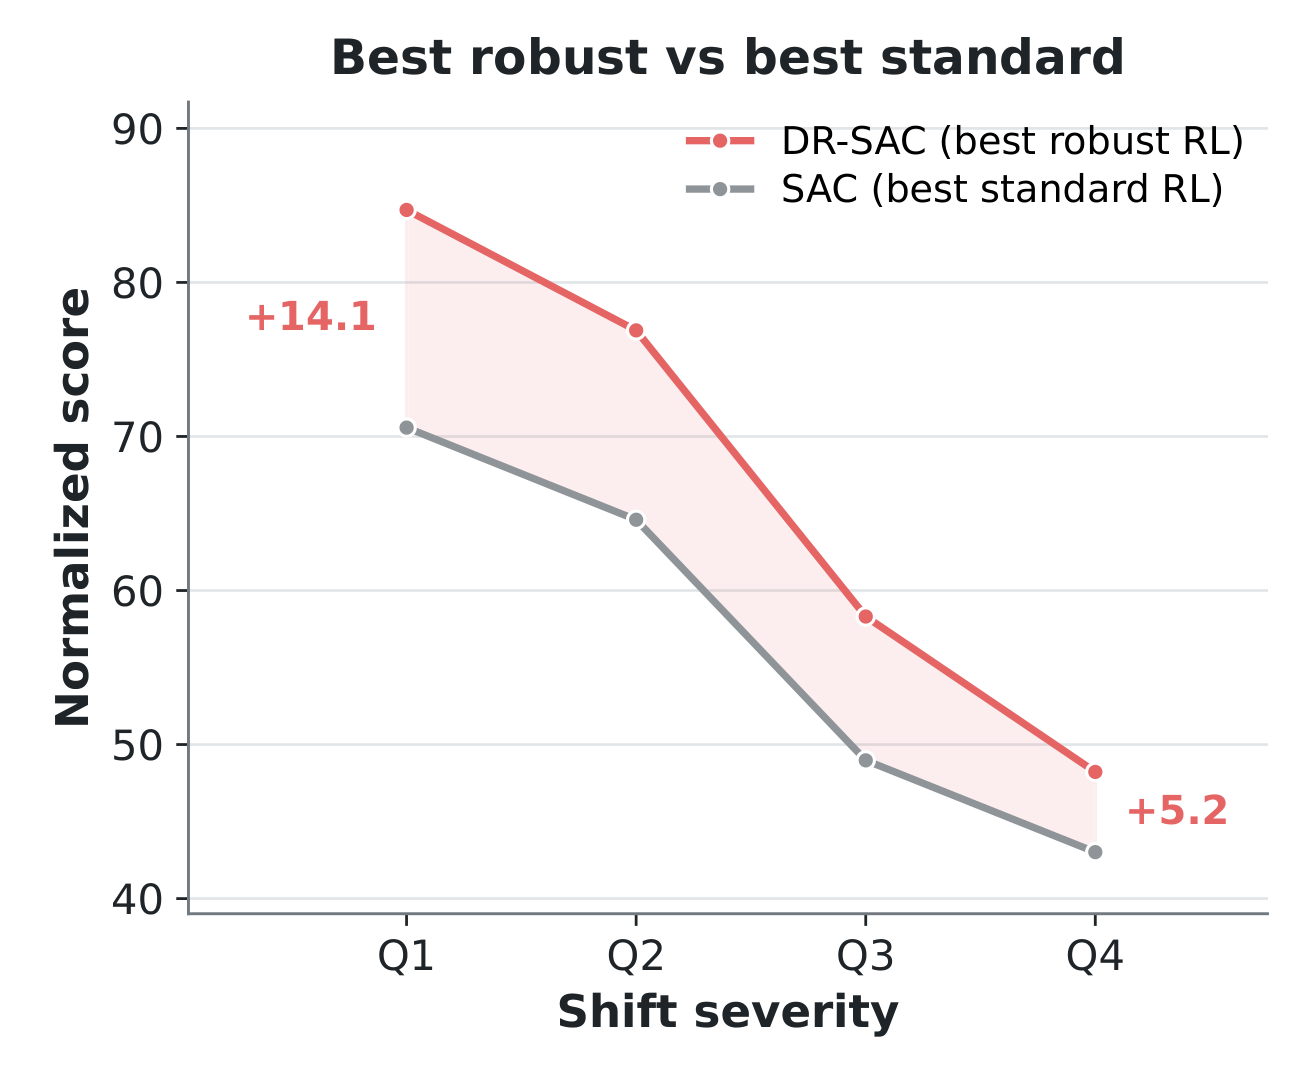 Best robust vs best standard
DR-SAC (best robust RL)
SAC (best standard RL)
Normalized score
90
80
70
60
50
40
+14.1
+5.2
Q1 Q2 Q3 Q4
Shift severity